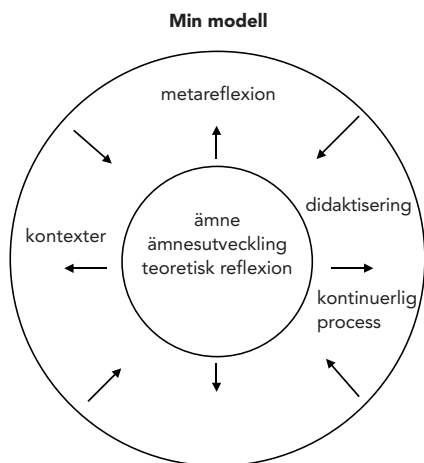 Min modell
metareflexion
didaktisering
ämne
ämnesutveckling
teoretisk reflexion
kontexter
kontinuerlig
process